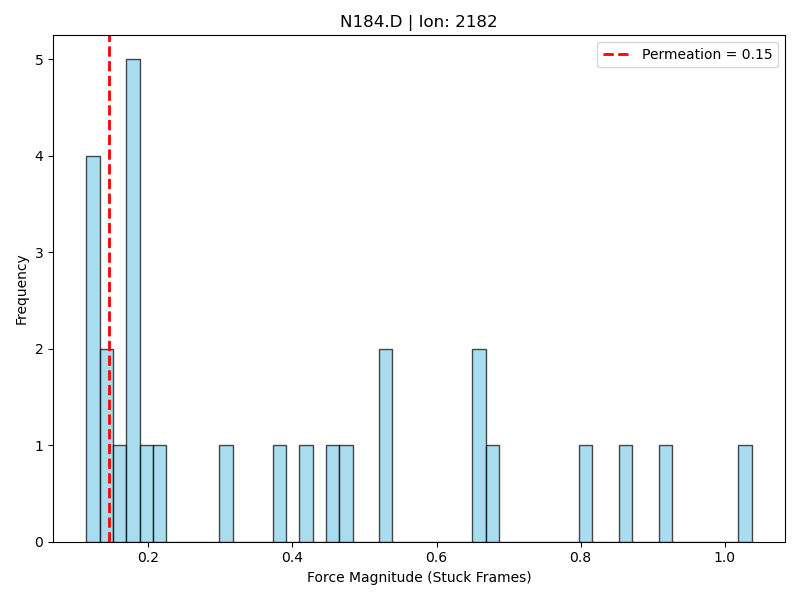 N184.D | Ion: 2182
Permeation = 0.15
Frequency
5
4
3
2
1
0
0.2 0.4 0.6 0.8 1.0
Force Magnitude (Stuck Frames)